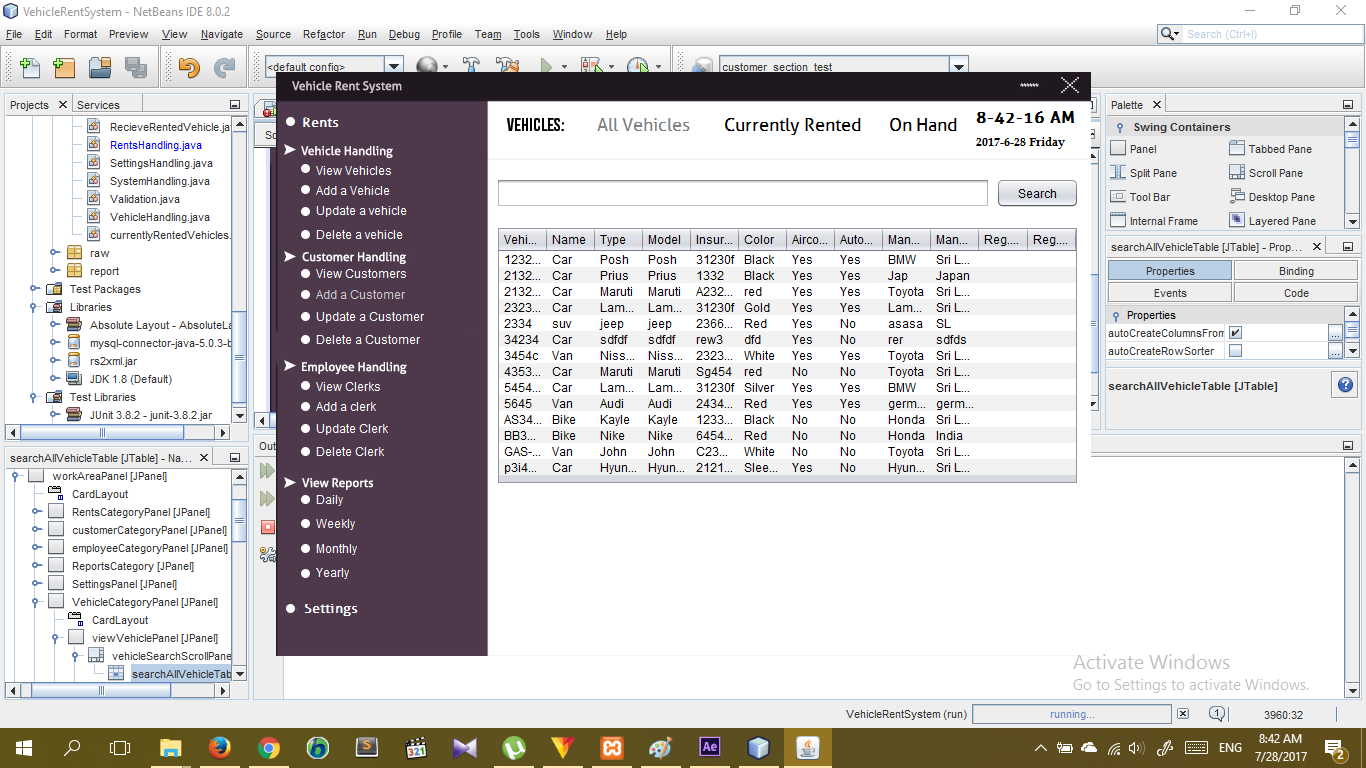 VehicleRentSystem - NetBeans IDE 8.0.2
File Edit Format Preview View Navigate Source Refactor Run Debug Profile Team Tools Window Help
Search (Ctrl+I)
<default config>
customer_section_test
Projects
Services
RecieveRentedVehicle.ja
RentsHandling.java
SettingsHandling.java
SystemHandling.java
Validation.java
VehicleHandling.java
currentlyRentedVehicles.
raw
report
Test Packages
Libraries
Absolute Layout - AbsoluteLa
mysql-connector-java-5.0.3-b
rs2xml.jar
JDK 1.8 (Default)
Test Libraries
JUnit 3.8.2 - junit-3.8.2.jar
searchAllVehicleTable [JTable] - Na...
workAreaPanel [JPanel]
CardLayout
RentsCategoryPanel [JPanel]
customerCategoryPanel [JPanel]
employeeCategoryPanel [JPanel]
ReportsCategory [JPanel]
SettingsPanel [JPanel]
VehicleCategoryPanel [JPanel]
CardLayout
viewVehiclePanel [JPanel]
vehicleSearchScrollPane
searchAllVehicleTab
So
Out
Vehicle Rent System
Rents
Vehicle Handling
View Vehicles
Add a Vehicle
Update a vehicle
Delete a vehicle
Customer Handling
View Customers
Add a Customer
Update a Customer
Delete a Customer
Employee Handling
View Clerks
Add a clerk
Update Clerk
Delete Clerk
View Reports
Daily
Weekly
Monthly
Yearly
Settings
VEHICLES: All Vehicles Currently Rented On Hand
8-42-16 AM
2017-6-28 Friday
Search
Vehi... Name Type Model Insur... Color Airco... Auto... Man... Man... Reg.... Reg....
1232... Car Posh Posh 31230f Black Yes Yes BMW Sri L...
2132... Car Prius Prius 1332 Black Yes Yes Jap Japan
2132... Car Maruti Maruti A232... red Yes Yes Toyota Sri L...
2323... Car Lam... Lam... 31230f Gold Yes Yes Lam... Sri L...
2334 suv jeep jeep 2366... Red Yes No asasa SL
34234 Car sdfdf sdfdf rew3 dfd Yes No rer sdfds
3454c Van Niss... Niss... 2323... White Yes Yes Toyota Sri L...
4353... Car Maruti Maruti Sg454 red No No Toyota Sri L...
5454... Car Lam... Lam... 31230f Silver Yes Yes BMW Sri L...
5645 Van Audi Audi 2434... Red Yes Yes germ... germ...
AS34... Bike Kayle Kayle 1233... Black No No Honda Sri L...
BB3... Bike Nike Nike 6454... Red No No Honda India
GAS-... Van John John C23... White No No Toyota Sri L...
p3i4... Car Hyun... Hyun... 2121... Slee... Yes No Hyun... Sri L...
Palette
Swing Containers
Panel Tabbed Pane
Split Pane Scroll Pane
Tool Bar Desktop Pane
Internal Frame Layered Pane
searchAllVehicleTable [JTable] - Prop...
Properties Binding
Events Code
Properties
autoCreateColumnsFrom
autoCreateRowSorter
searchAllVehicleTable [JTable]
Activate Windows
Go to Settings to activate Windows.
VehicleRentSystem (run) running... 1 3960:32
321
Ae
ENG
8:42 AM
7/28/2017
2